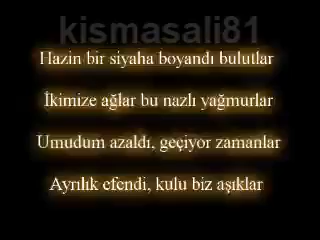 kismasali81
Hazin bir siyaha boyandı bulutlar
İkimize ağlar bu nazlı yağmurlar
Umudum azaldı, geçiyor zamanlar
Ayrılık efendi, kulu biz aşıklar